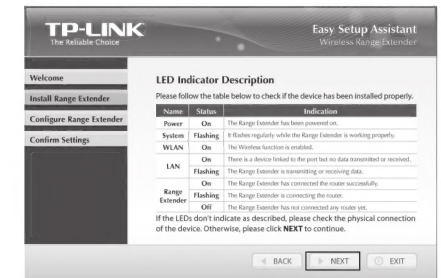 TP-LINK
The Reliable Choice
Easy Setup Assistant
Wireless Range Extender
Welcome
Install Range Extender
Configure Range Extender
Confirm Settings
LED Indicator Description
Please follow the table below to check if the device has been installed properly.
Name Status Indication
Power On The Range Extender has been powered on.
System Flashing It flashes regularly while the Range Extender is working properly.
WLAN On The Wireless function is enabled.
LAN On There is a device linked to the port but no data transmitted or received.
Flashing The Range Extender is transmitting or receiving data.
Range Extender On The Range Extender has connected the router successfully.
Flashing The Range Extender is connecting the router.
Off The Range Extender has not connected any router yet.
If the LEDs don't indicate as described, please check the physical connection
of the device. Otherwise, please click NEXT to continue.
BACK NEXT EXIT